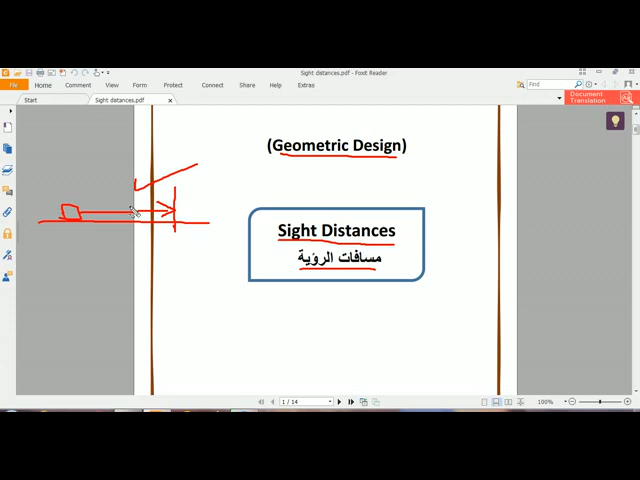 Sight distances.pdf - Foxit Reader
File Home Comment View Form Protect Connect Share Help Extras
Find
Document Translation
Start Sight datances.pdf
(Geometric Design)
Sight Distances
مسافات الرؤية
1 / 14
100%